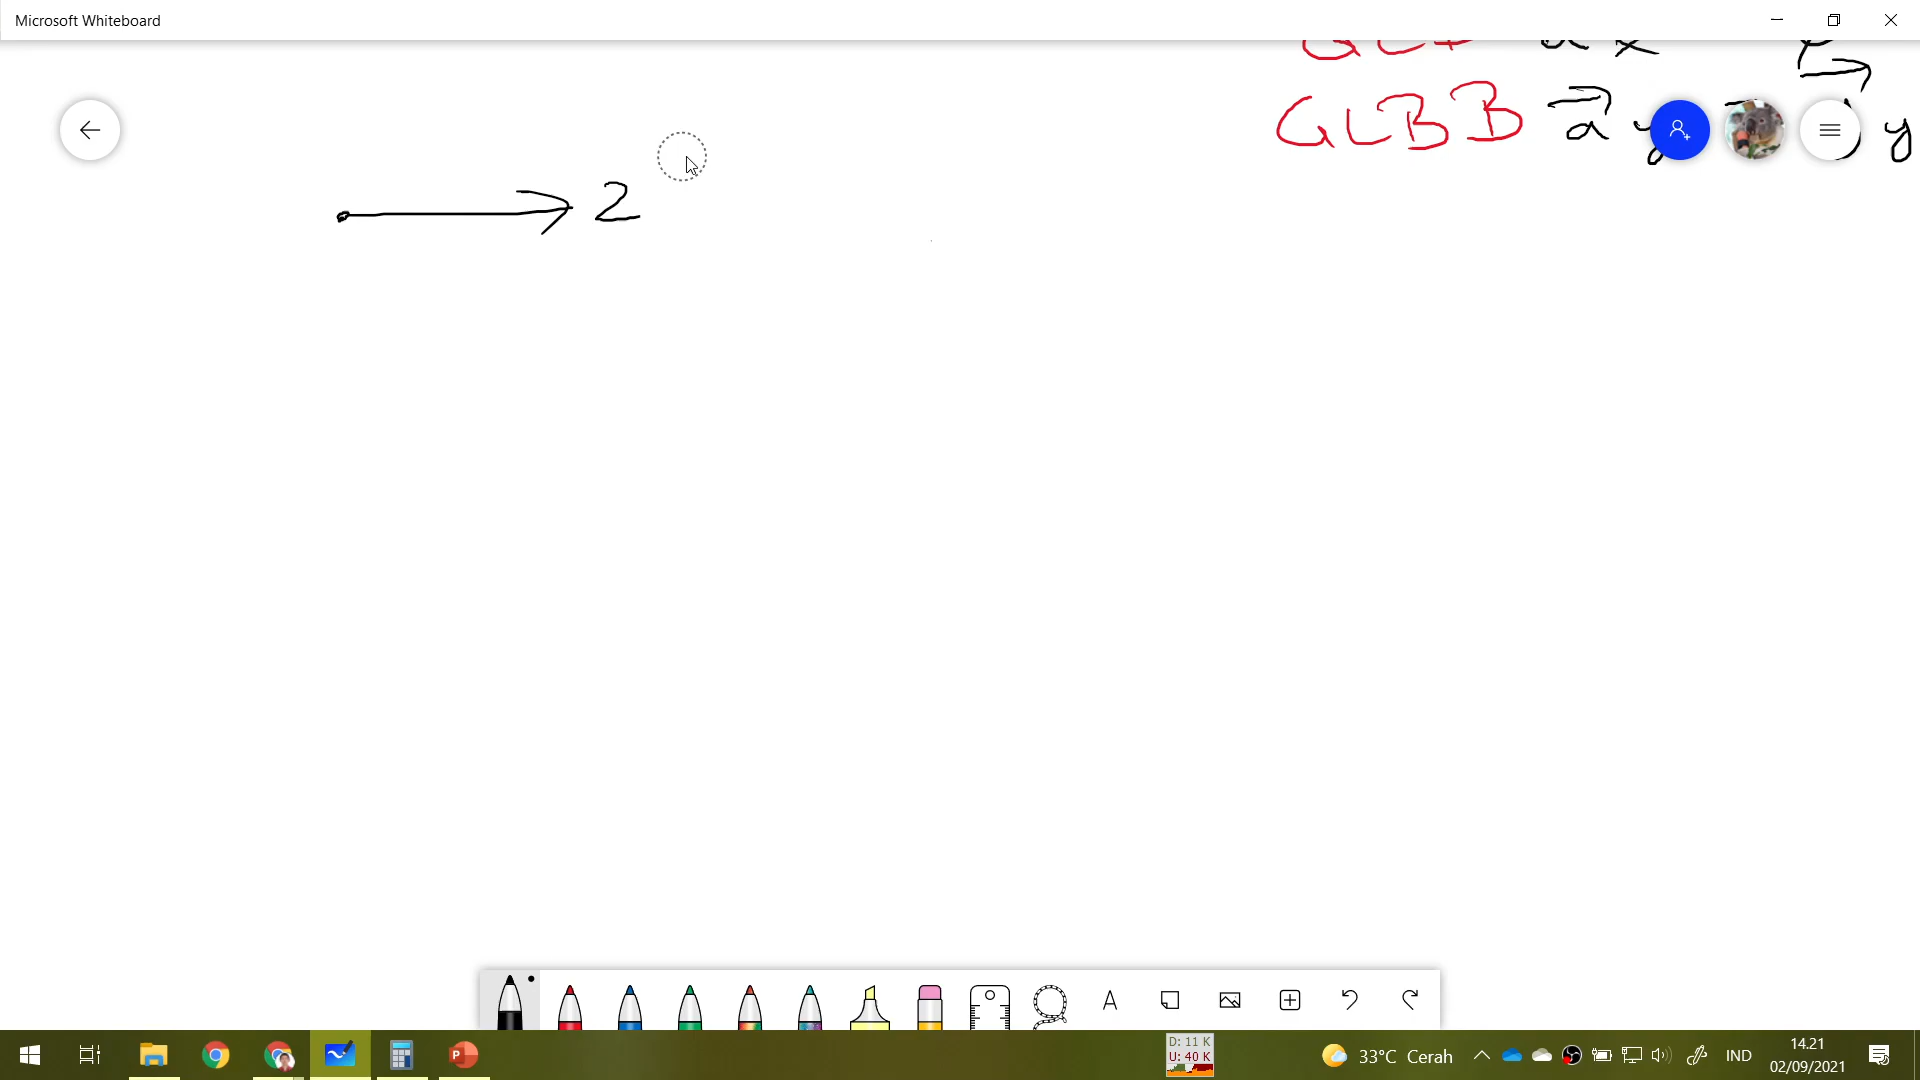 Microsoft Whiteboard
GLBB a y y
2
A
D: 11 K
U: 40 K
33°C Cerah
IND
14.21
02/09/2021